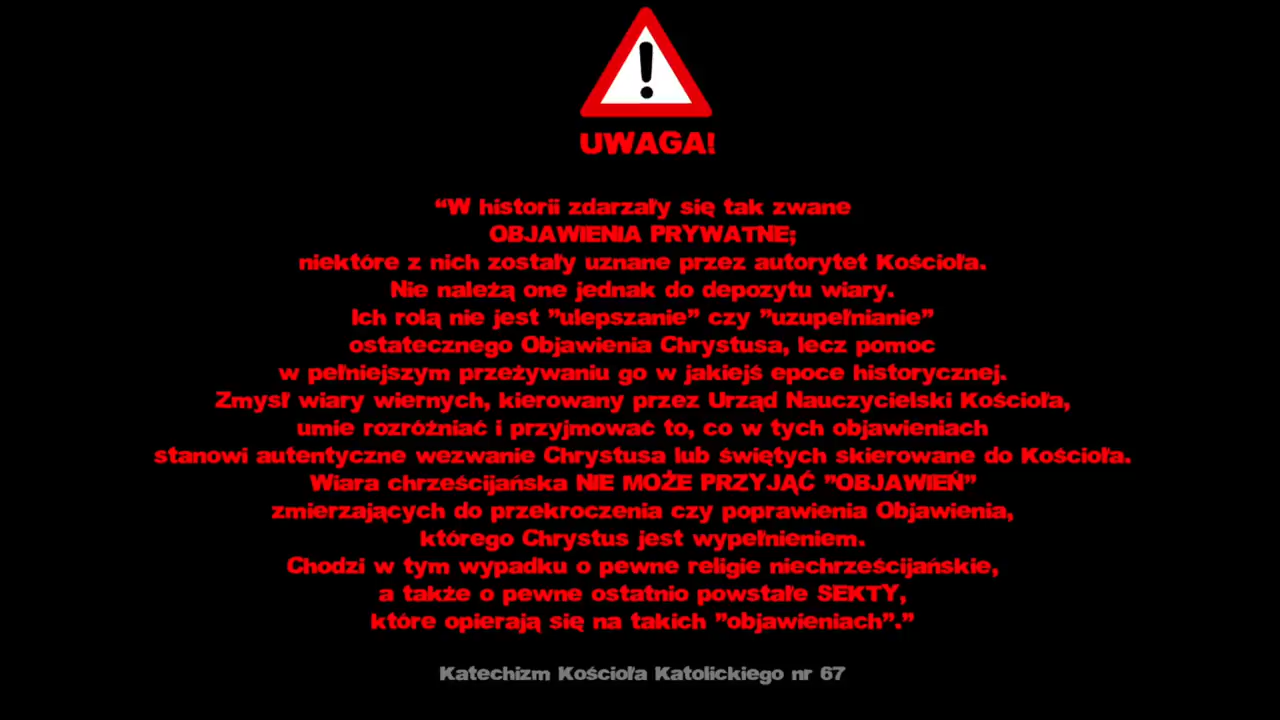 !
UWAGA!
“W historii zdarzały się tak zwane
OBJAWIENIA PRYWATNE;
niektóre z nich zostały uznane przez autorytet Kościoła.
Nie należą one jednak do depozytu wiary.
Ich rolą nie jest ”ulepszanie” czy ”uzupełnianie”
ostatecznego Objawienia Chrystusa, lecz pomoc
w pełniejszym przeżywaniu go w jakiejś epoce historycznej.
Zmysł wiary wiernych, kierowany przez Urząd Nauczycielski Kościoła,
umie rozróżniać i przyjmować to, co w tych objawieniach
stanowi autentyczne wezwanie Chrystusa lub świętych skierowane do Kościoła.
Wiara chrześcijańska NIE MOŻE PRZYJĄĆ ”OBJAWIEŃ”
zmierzających do przekroczenia czy poprawienia Objawienia,
którego Chrystus jest wypełnieniem.
Chodzi w tym wypadku o pewne religie niechrześcijańskie,
a także o pewne ostatnio powstałe SEKTY,
które opierają się na takich ”objawieniach”.”
Katechizm Kościoła Katolickiego nr 67